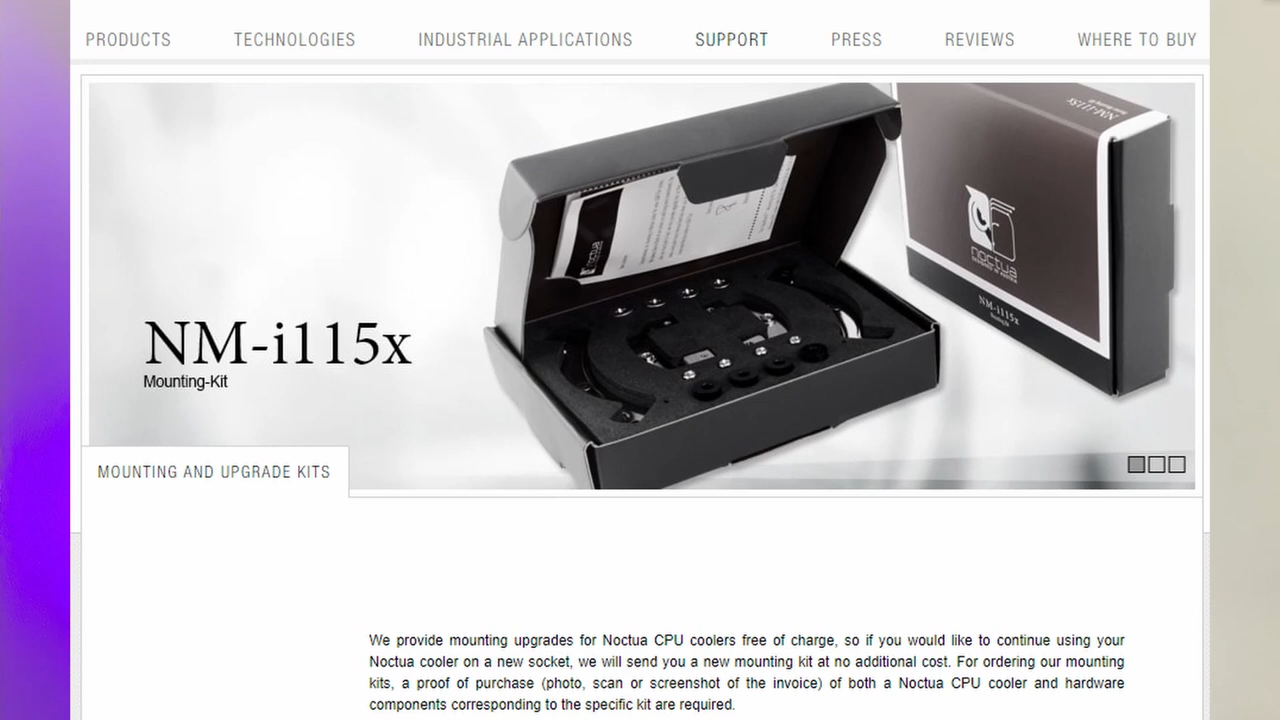 PRODUCTS TECHNOLOGIES INDUSTRIAL APPLICATIONS SUPPORT PRESS REVIEWS WHERE TO BUY
NM-i115x
noctua
noctua
NM-i115x
NM-i115x
Mounting-Kit
MOUNTING AND UPGRADE KITS
We provide mounting upgrades for Noctua CPU coolers free of charge, so if you would like to continue using your
Noctua cooler on a new socket, we will send you a new mounting kit at no additional cost. For ordering our mounting
kits, a proof of purchase (photo, scan or screenshot of the invoice) of both a Noctua CPU cooler and hardware
components corresponding to the specific kit are required.